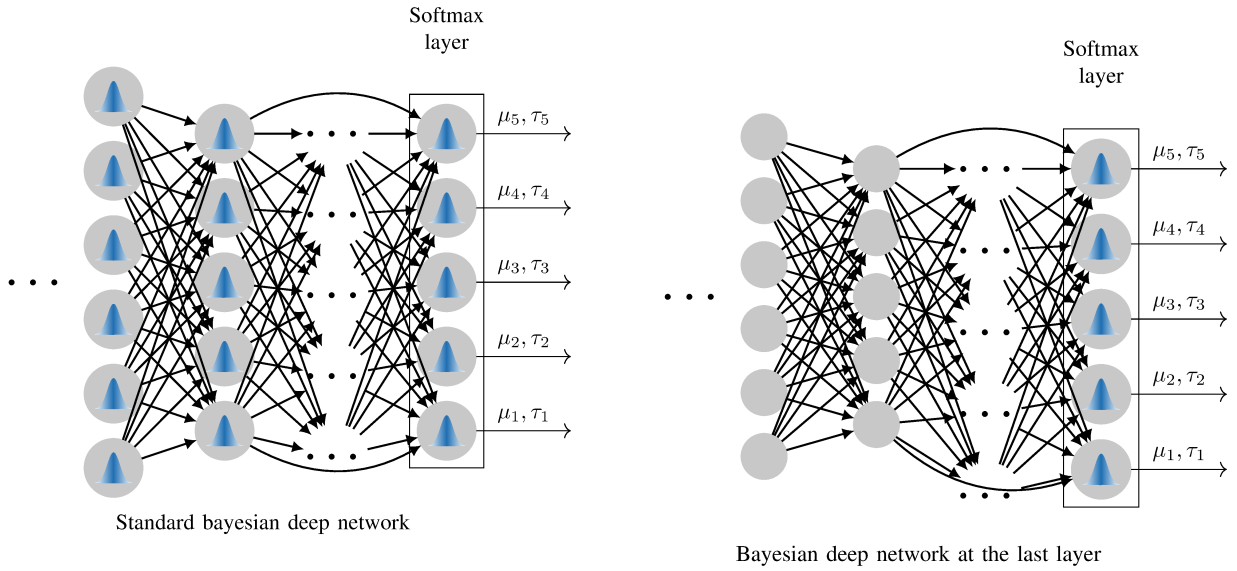 Softmax
layer
μ5, τ5
μ4, τ4
μ3, τ3
μ2, τ2
μ1, τ1
Standard bayesian deep network
Softmax
layer
μ5, τ5
μ4, τ4
μ3, τ3
μ2, τ2
μ1, τ1
Bayesian deep network at the last layer